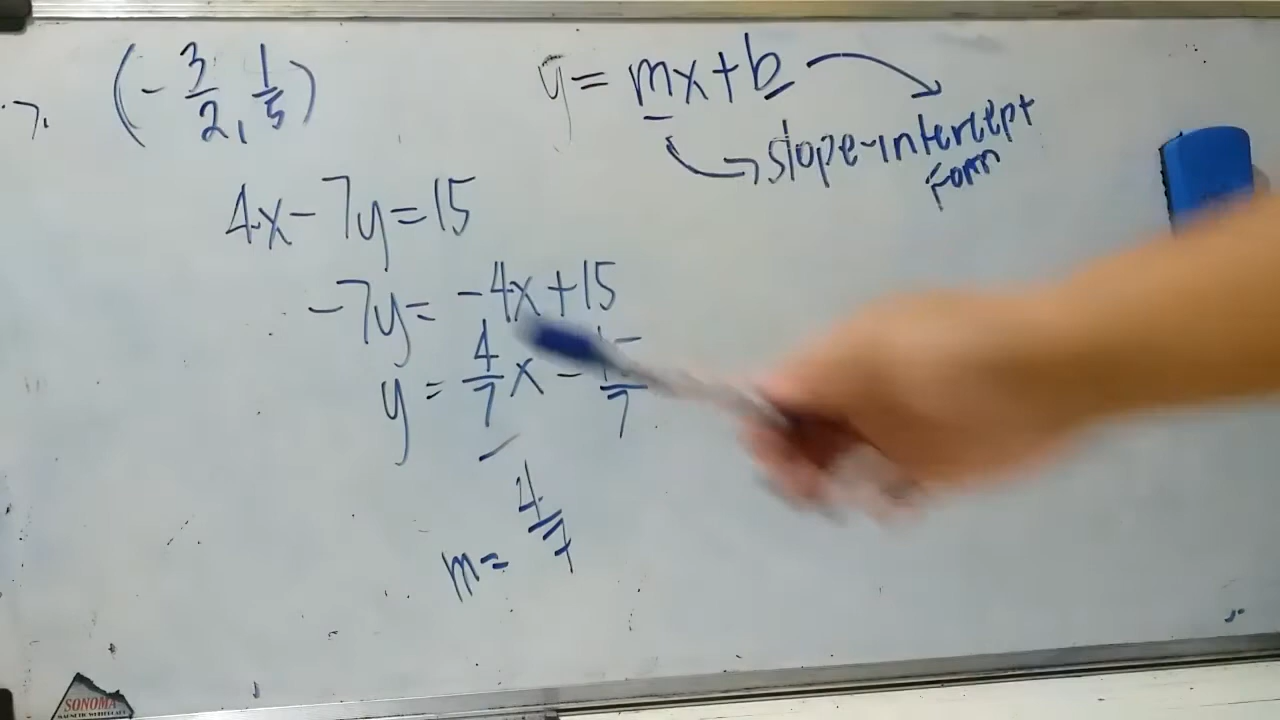 7. (-3/2, 1/5)
y = mx + b
slope-intercept
Form
4x - 7y = 15
-7y = -4x + 15
y = 4/7 x - 15/7
m = 4/7
SONOMA